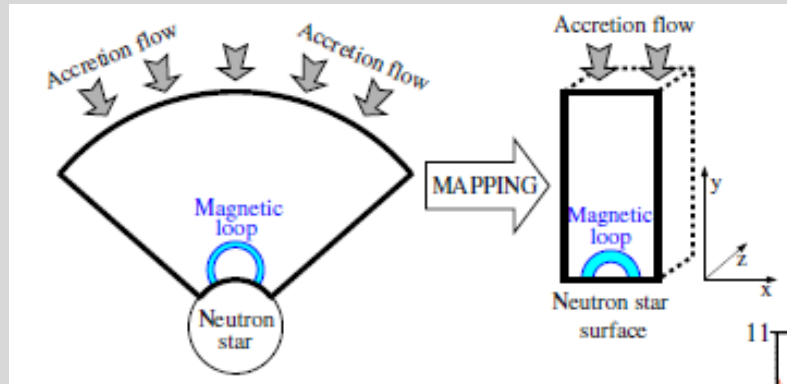 Accretion flow
Accretion flow
Magnetic
loop
Neutron
star
MAPPING
Accretion flow
Magnetic
loop
y
z
x
Neutron star
surface
11